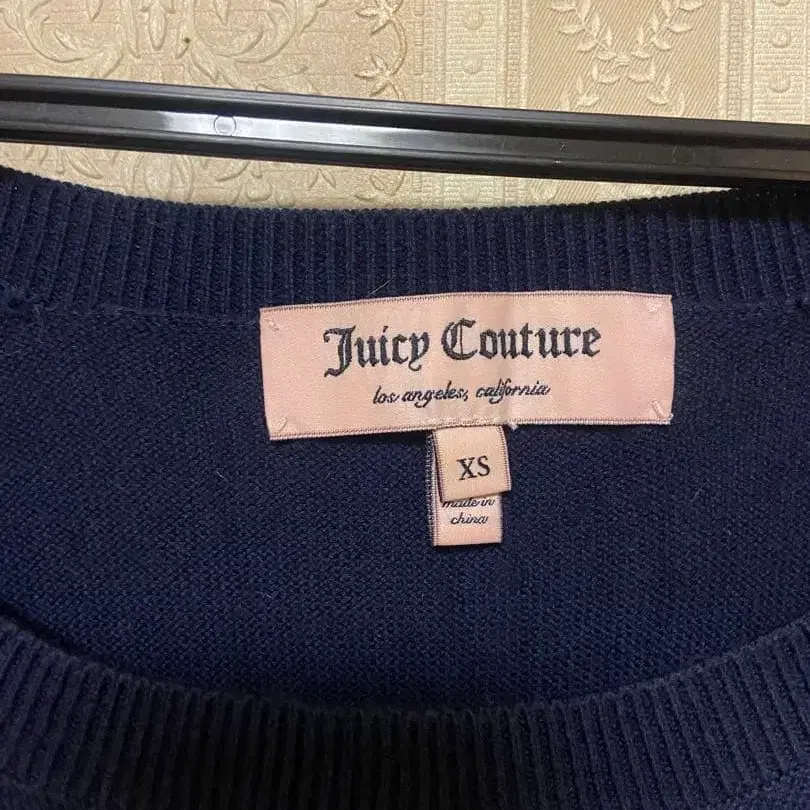 Juicy Couture
los angeles, california
XS
made in
china